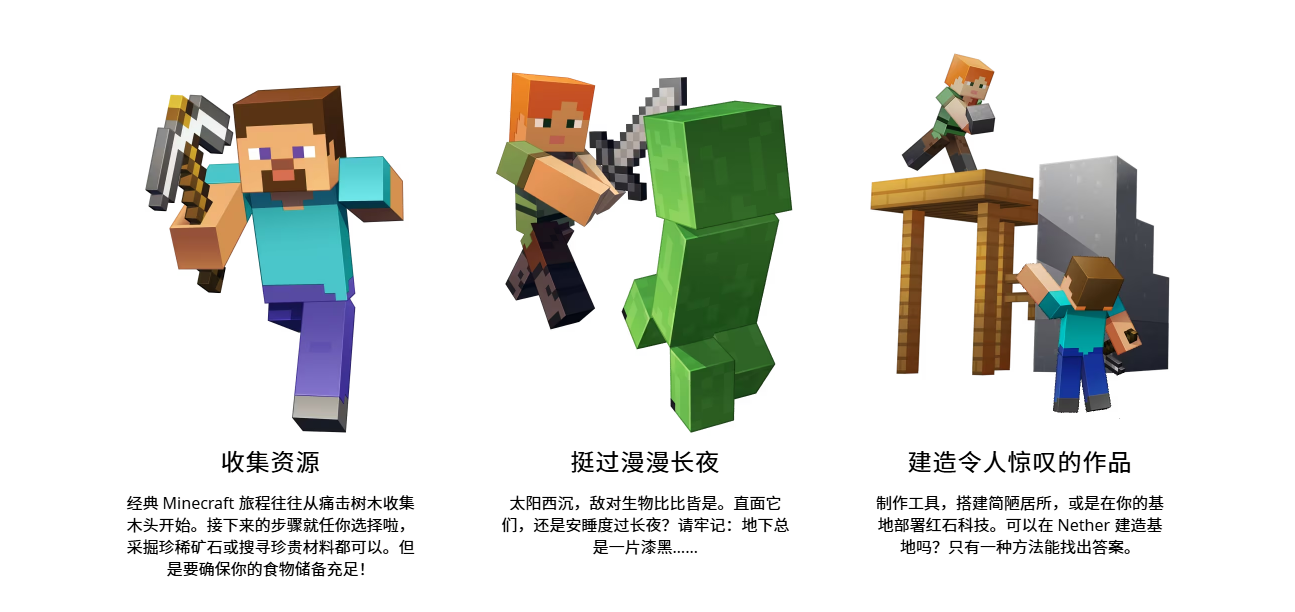 收集资源
经典 Minecraft 旅程往往从痛击树木收集
木头开始。接下来的步骤就任你选择啦，
采掘珍稀矿石或搜寻珍贵材料都可以。但
是要确保你的食物储备充足！
挺过漫漫长夜
太阳西沉，敌对生物比比皆是。直面它
们，还是安睡度过长夜？请牢记：地下总
是一片漆黑......
建造令人惊叹的作品
制作工具，搭建简陋居所，或是在你的基
地部署红石科技。可以在 Nether 建造基
地吗？只有一种方法能找出答案。